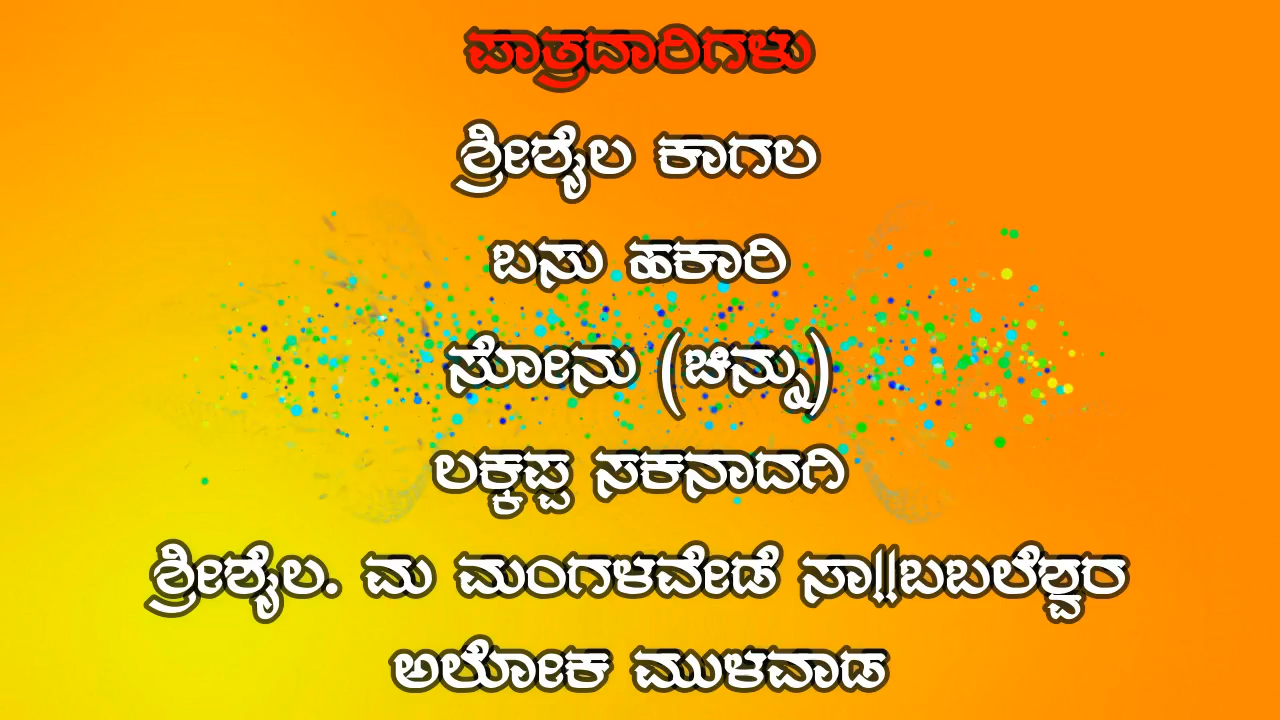 ಪಾತ್ರದಾರಿಗಳು
ಶ್ರೀಶೈಲ ಕಾಗಲ
ಬಸು ಹಕಾರಿ
ಸೋನು (ಚಿನ್ನು)
ಲಕ್ಕಪ್ಪ ಸಕನಾದಗಿ
ಶ್ರೀಶೈಲ. ಮ ಮಂಗಳವೇಡೆ ಸಾ||ಬಬಲೆಶ್ವರ
ಅಲೋಕ ಮುಳವಾಡ